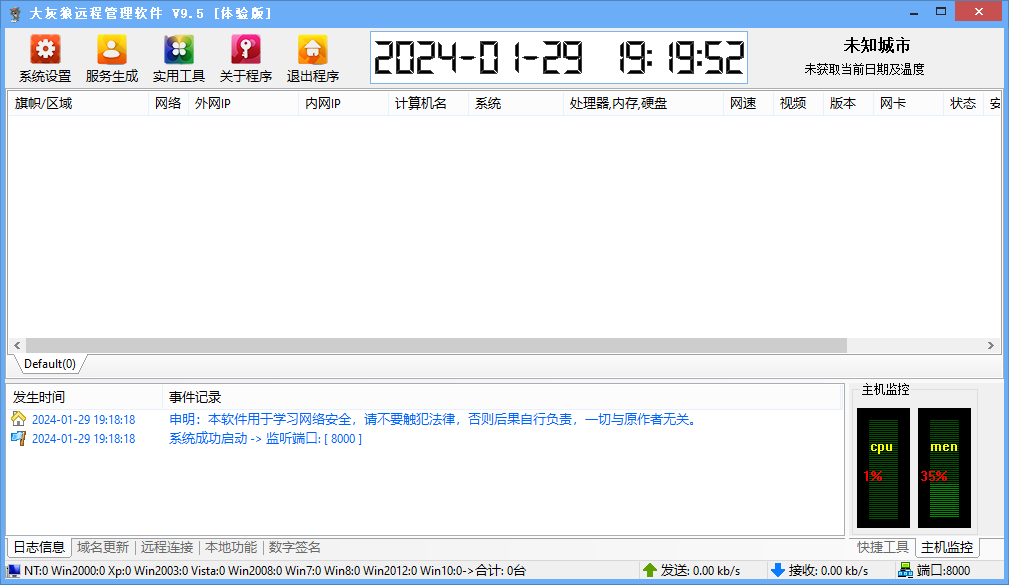 大灰狼远程管理软件 V9.5 [体验版]
系统设置 服务生成 实用工具 关于程序 退出程序
2024-01-29 19:19:52
未知城市
未获取当前日期及温度
旗帜/区域 网络 外网IP 内网IP 计算机名 系统 处理器,内存,硬盘 网速 视频 版本 网卡 状态 安
Default(0)
发生时间 事件记录
2024-01-29 19:18:18 申明：本软件用于学习网络安全，请不要触犯法律，否则后果自行负责，一切与原作者无关。
2024-01-29 19:18:18 系统成功启动 -> 监听端口: [ 8000 ]
主机监控
cpu men
1% 35%
日志信息 域名更新 远程连接 本地功能 数字签名
快捷工具 主机监控
NT:0 Win2000:0 Xp:0 Win2003:0 Vista:0 Win2008:0 Win7:0 Win8:0 Win2012:0 Win10:0-> 合计: 0台
发送: 0.00 kb/s 接收: 0.00 kb/s 端口:8000